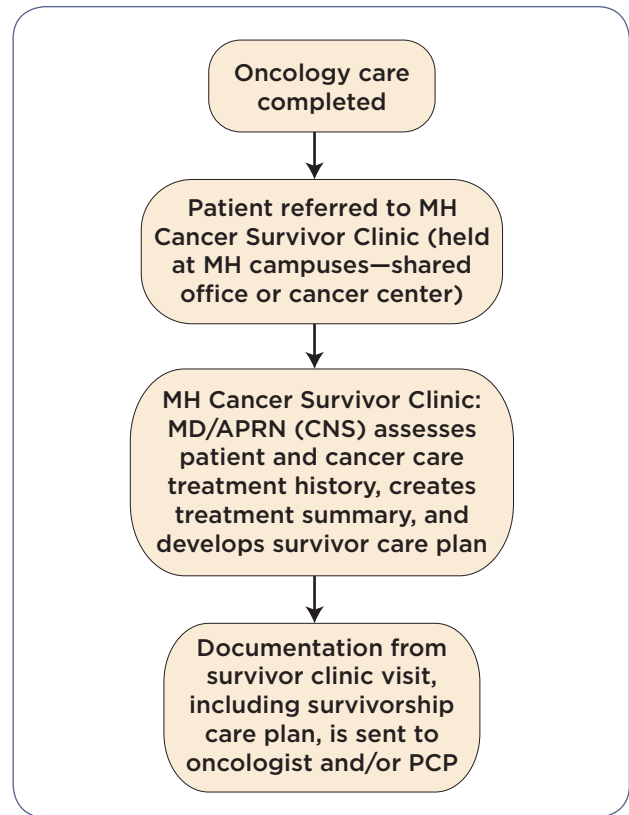 Oncology care
completed
Patient referred to MH
Cancer Survivor Clinic (held
at MH campuses—shared
office or cancer center)
MH Cancer Survivor Clinic:
MD/APRN (CNS) assesses
patient and cancer care
treatment history, creates
treatment summary, and
develops survivor care plan
Documentation from
survivor clinic visit,
including survivorship
care plan, is sent to
oncologist and/or PCP